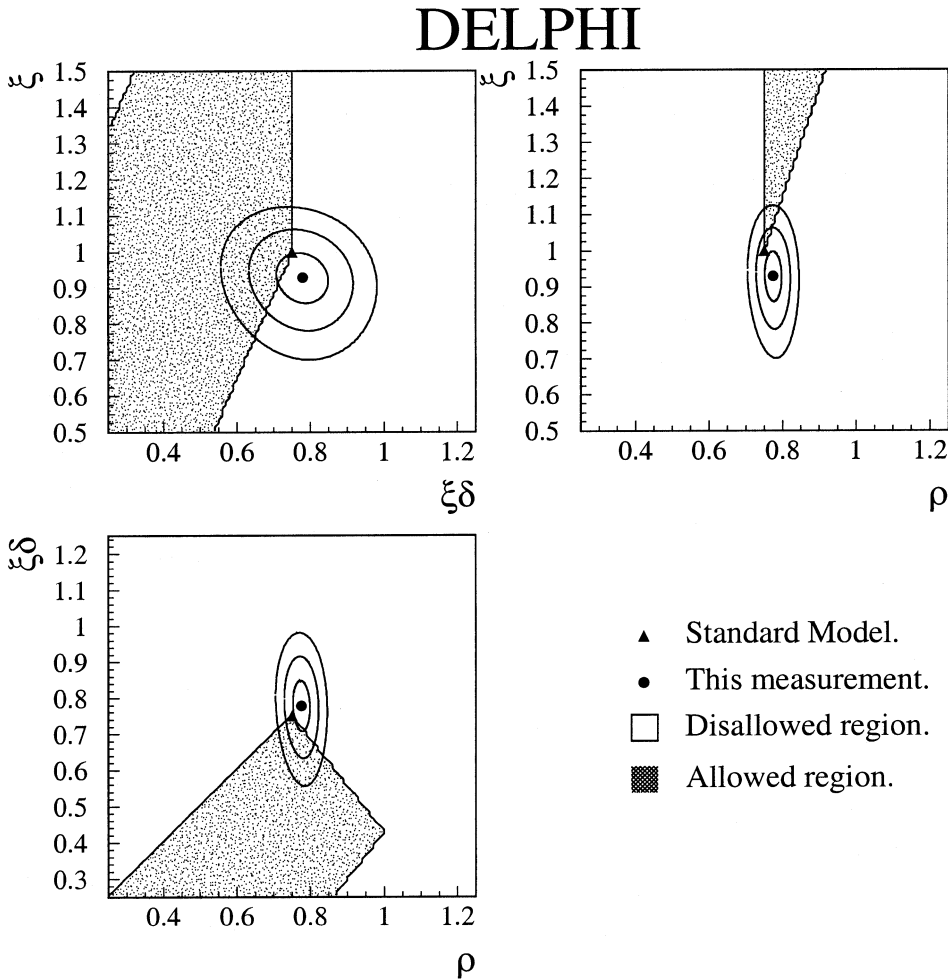 DELPHI
ξ
1.5
1.4
1.3
1.2
1.1
1
0.9
0.8
0.7
0.6
0.5
0.4 0.6 0.8 1 1.2
ξδ
ξ
1.5
1.4
1.3
1.2
1.1
1
0.9
0.8
0.7
0.6
0.5
0.4 0.6 0.8 1 1.2
ρ
ξδ
1.2
1.1
1
0.9
0.8
0.7
0.6
0.5
0.4
0.3
0.4 0.6 0.8 1 1.2
ρ
Standard Model.
This measurement.
Disallowed region.
Allowed region.